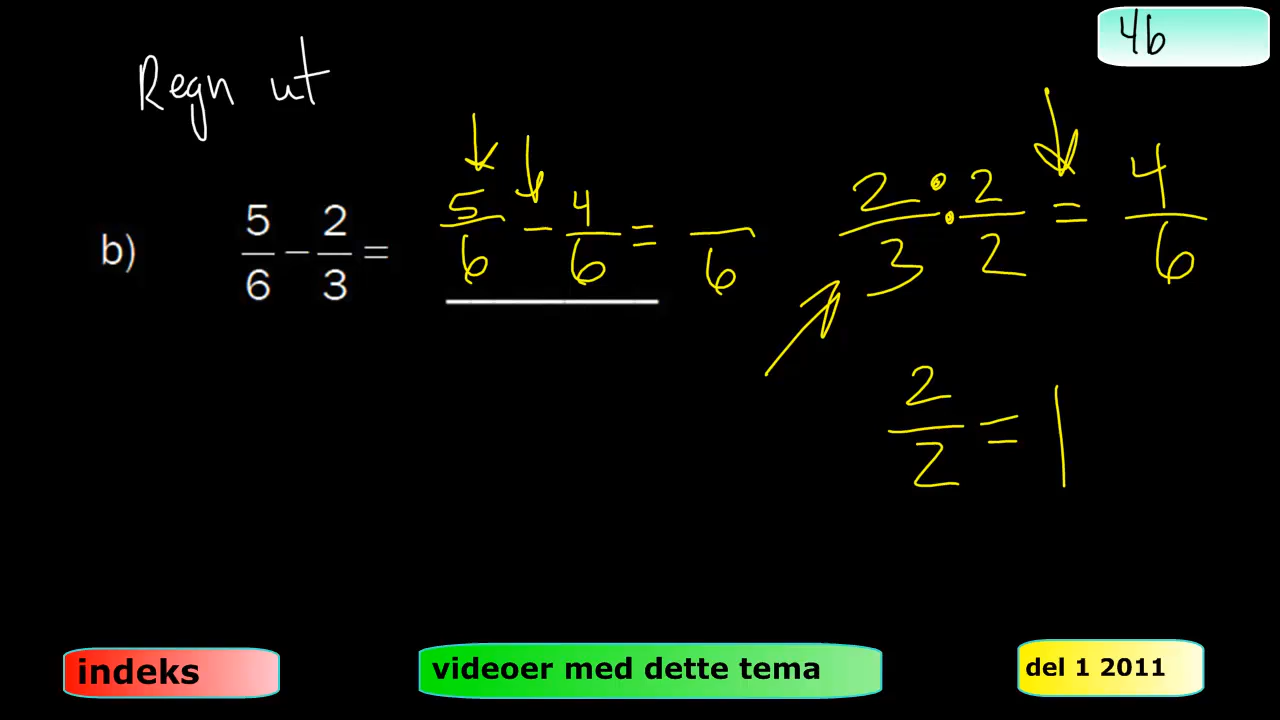 4b
Regn ut
b) 5/6 − 2/3 = 5/6 − 4/6 = /6
2/3 · 2/2 = 4/6
2/2 = 1
indeks
videoer med dette tema
del 1 2011